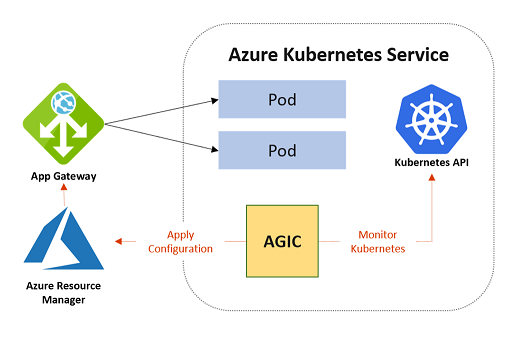 Azure Kubernetes Service
Pod
Pod
App Gateway
Kubernetes API
Apply
Configuration
AGIC
Monitor
Kubernetes
Azure Resource
Manager